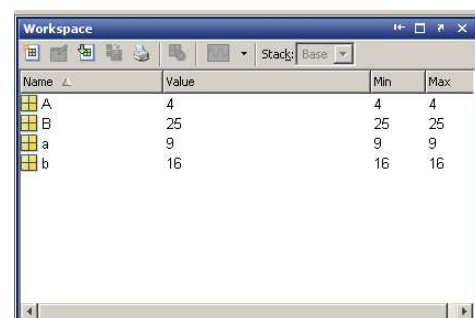 Workspace
Stack: Base
Name Value Min Max
A 4 4 4
B 25 25 25
a 9 9 9
b 16 16 16